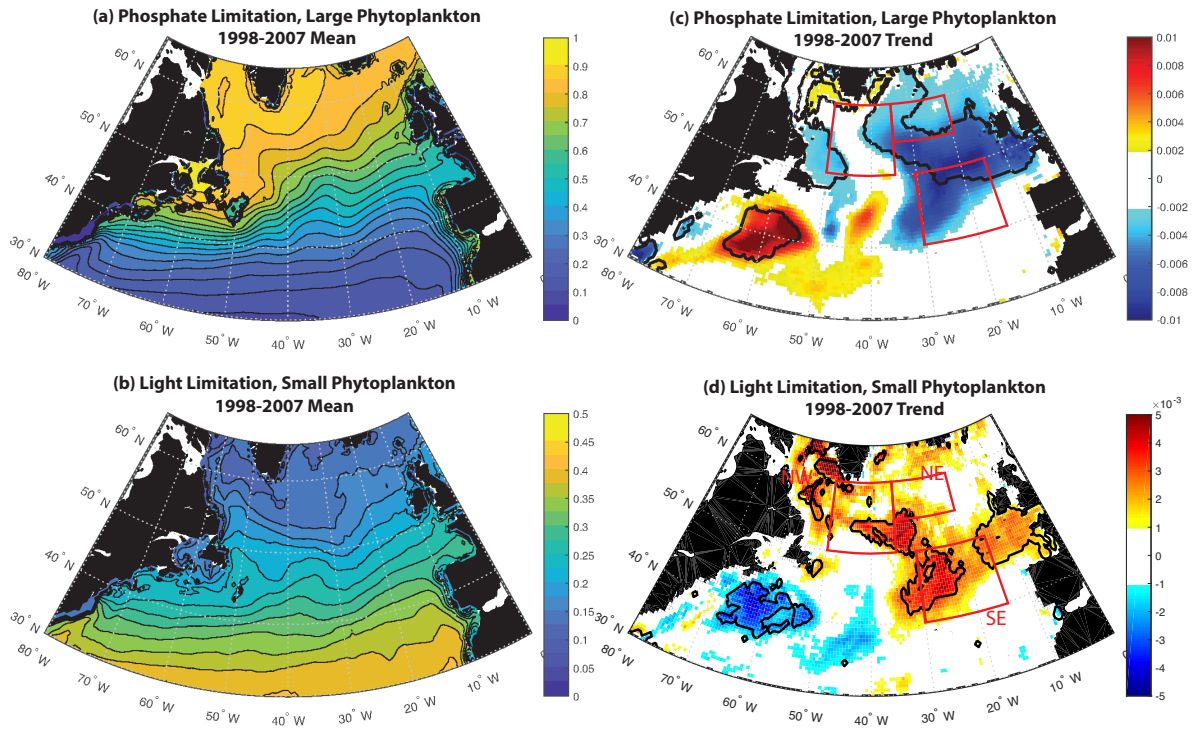 (a) Phosphate Limitation, Large Phytoplankton
1998-2007 Mean
60° N
50° N
40° N
30° N
80° W
70° W
60° W
50° W
40° W
30° W
20° W
10° W
1
0.9
0.8
0.7
0.6
0.5
0.4
0.3
0.2
0.1
0
(c) Phosphate Limitation, Large Phytoplankton
1998-2007 Trend
60° N
50° N
40° N
30° N
80° W
70° W
60° W
50° W
40° W
30° W
20° W
10° W
0.01
0.008
0.006
0.004
0.002
0
-0.002
-0.004
-0.006
-0.008
-0.01
(b) Light Limitation, Small Phytoplankton
1998-2007 Mean
60° N
50° N
40° N
30° N
80° W
70° W
60° W
50° W
40° W
30° W
20° W
10° W
0.5
0.45
0.4
0.35
0.3
0.25
0.2
0.15
0.1
0.05
0
(d) Light Limitation, Small Phytoplankton
1998-2007 Trend
60° N
50° N
40° N
30° N
80° W
70° W
60° W
50° W
40° W
30° W
20° W
10° W
NW
NE
SE
×10⁻³
5
4
3
2
1
0
-1
-2
-3
-4
-5